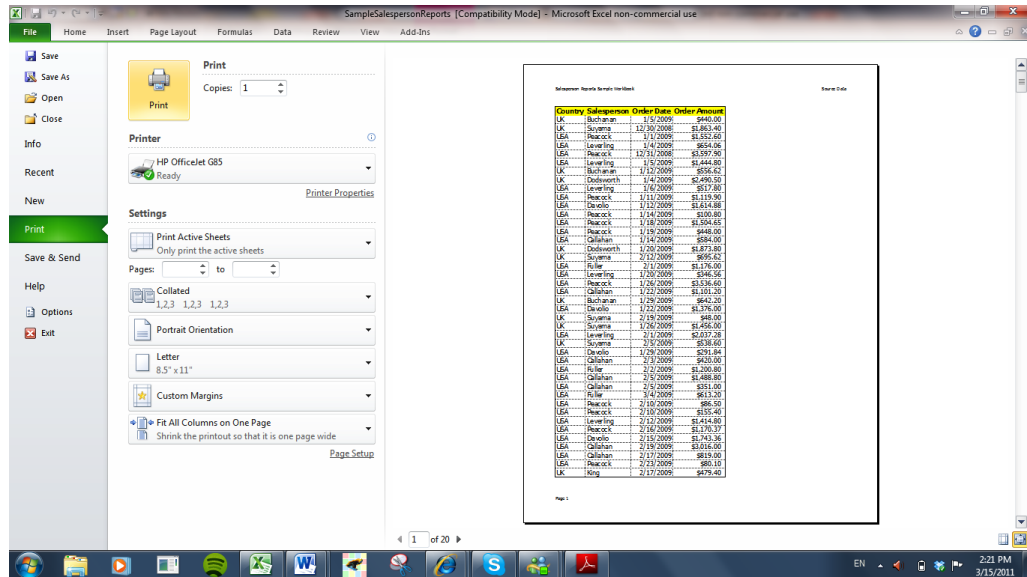 SampleSalespersonReports [Compatibility Mode] - Microsoft Excel non-commercial use
File Home Insert Page Layout Formulas Data Review View Add-Ins
Save
Save As
Open
Close
Info
Recent
New
Print
Save & Send
Help
Options
Exit
Print
Print
Copies: 1
Printer
HP OfficeJet G85
Ready
Printer Properties
Settings
Print Active Sheets
Only print the active sheets
Pages: to
Collated
1,2,3 1,2,3 1,2,3
Portrait Orientation
Letter
8.5" x 11"
Custom Margins
Fit All Columns on One Page
Shrink the printout so that it is one page wide
Page Setup
Salesperson Reports Sample Workbook Source Data
Country Salesperson Order Date Order Amount
UK Buchanan 1/5/2009 $440.00
UK Suyama 12/30/2008 $1,863.40
USA Peacock 1/1/2009 $1,552.60
USA Leverling 1/4/2009 $654.06
USA Peacock 12/31/2008 $3,597.90
USA Leverling 1/5/2009 $1,444.80
UK Buchanan 1/12/2009 $556.62
UK Dodsworth 1/4/2009 $2,490.50
USA Leverling 1/6/2009 $517.80
USA Peacock 1/11/2009 $1,119.90
USA Davolio 1/12/2009 $1,614.88
USA Peacock 1/14/2009 $100.80
USA Peacock 1/18/2009 $1,504.65
USA Peacock 1/19/2009 $448.00
USA Callahan 1/14/2009 $584.00
UK Dodsworth 1/20/2009 $1,873.80
UK Suyama 2/12/2009 $695.62
USA Fuller 2/1/2009 $1,176.00
USA Leverling 1/20/2009 $346.56
USA Peacock 1/26/2009 $3,536.60
USA Callahan 1/22/2009 $1,101.20
UK Buchanan 1/29/2009 $642.20
USA Davolio 1/22/2009 $1,376.00
UK Suyama 2/19/2009 $48.00
UK Suyama 1/26/2009 $1,456.00
USA Leverling 2/1/2009 $2,037.28
UK Suyama 2/5/2009 $538.60
USA Davolio 1/29/2009 $291.84
USA Callahan 2/3/2009 $420.00
USA Fuller 2/2/2009 $1,200.80
USA Callahan 2/5/2009 $1,488.80
USA Callahan 2/5/2009 $351.00
USA Fuller 3/4/2009 $613.20
USA Peacock 2/10/2009 $86.50
USA Peacock 2/10/2009 $155.40
USA Leverling 2/12/2009 $1,414.80
USA Peacock 2/16/2009 $1,170.37
USA Davolio 2/15/2009 $1,743.36
USA Callahan 2/19/2009 $3,016.00
USA Callahan 2/17/2009 $819.00
USA Peacock 2/23/2009 $80.10
UK King 2/17/2009 $479.40
Page 1
1 of 20
EN 2:21 PM
3/15/2011